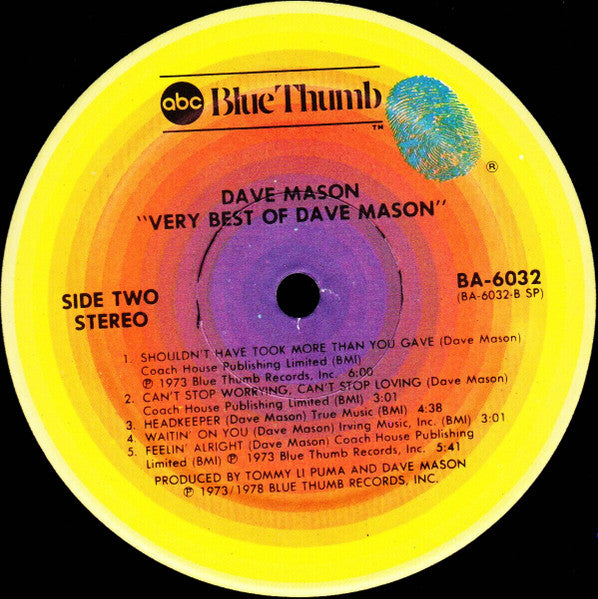 abc Blue Thumb
™
®
DAVE MASON
"VERY BEST OF DAVE MASON"
SIDE TWO
STEREO
BA-6032
(BA-6032-B SP)
1. SHOULDN'T HAVE TOOK MORE THAN YOU GAVE (Dave Mason)
Coach House Publishing Limited (BMI)
℗ 1973 Blue Thumb Records, Inc. 6:00
2. CAN'T STOP WORRYING, CAN'T STOP LOVING (Dave Mason)
Coach House Publishing Limited (BMI) 3:01
3. HEADKEEPER (Dave Mason) True Music (BMI) 4:38
4. WAITIN' ON YOU (Dave Mason) Irving Music, Inc. (BMI) 3:01
5. FEELIN' ALRIGHT (Dave Mason) Coach House Publishing
Limited (BMI) ℗ 1973 Blue Thumb Records, Inc. 5:41
PRODUCED BY TOMMY LI PUMA AND DAVE MASON
℗ 1973/1978 BLUE THUMB RECORDS, INC.